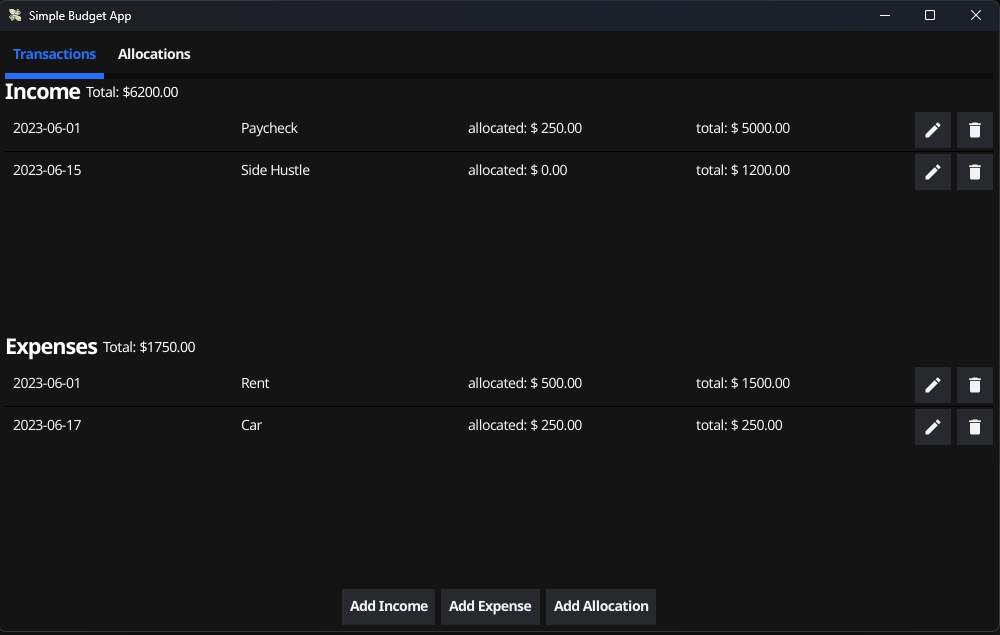 Simple Budget App
Transactions Allocations
Income Total: $6200.00
2023-06-01 Paycheck allocated: $ 250.00 total: $ 5000.00
2023-06-15 Side Hustle allocated: $ 0.00 total: $ 1200.00
Expenses Total: $1750.00
2023-06-01 Rent allocated: $ 500.00 total: $ 1500.00
2023-06-17 Car allocated: $ 250.00 total: $ 250.00
Add Income Add Expense Add Allocation